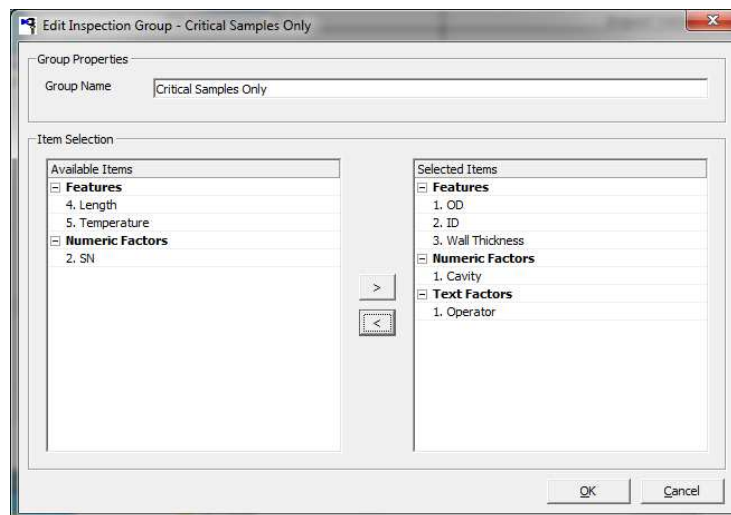 Edit Inspection Group - Critical Samples Only
Group Properties
Group Name
Critical Samples Only
Item Selection
Available Items
Features
4. Length
5. Temperature
Numeric Factors
2. SN
>
<
Selected Items
Features
1. OD
2. ID
3. Wall Thickness
Numeric Factors
1. Cavity
Text Factors
1. Operator
OK
Cancel